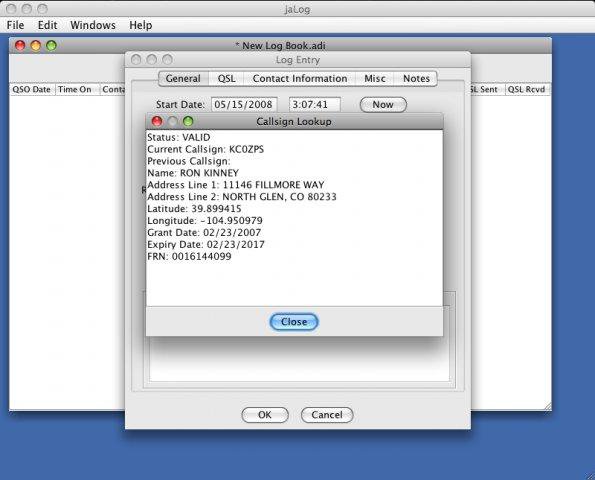 jaLog
File Edit Windows Help
* New Log Book.adi
Log Entry
General QSL Contact Information Misc Notes
QSO Date Time On SL Sent QSL Rcvd
Start Date: 05/15/2008 3:07:41 Now
Callsign Lookup
Status: VALID
Current Callsign: KC0ZPS
Previous Callsign:
Name: RON KINNEY
Address Line 1: 11146 FILLMORE WAY
Address Line 2: NORTH GLEN, CO 80233
Latitude: 39.899415
Longitude: -104.950979
Grant Date: 02/23/2007
Expiry Date: 02/23/2017
FRN: 0016144099
Close
OK Cancel